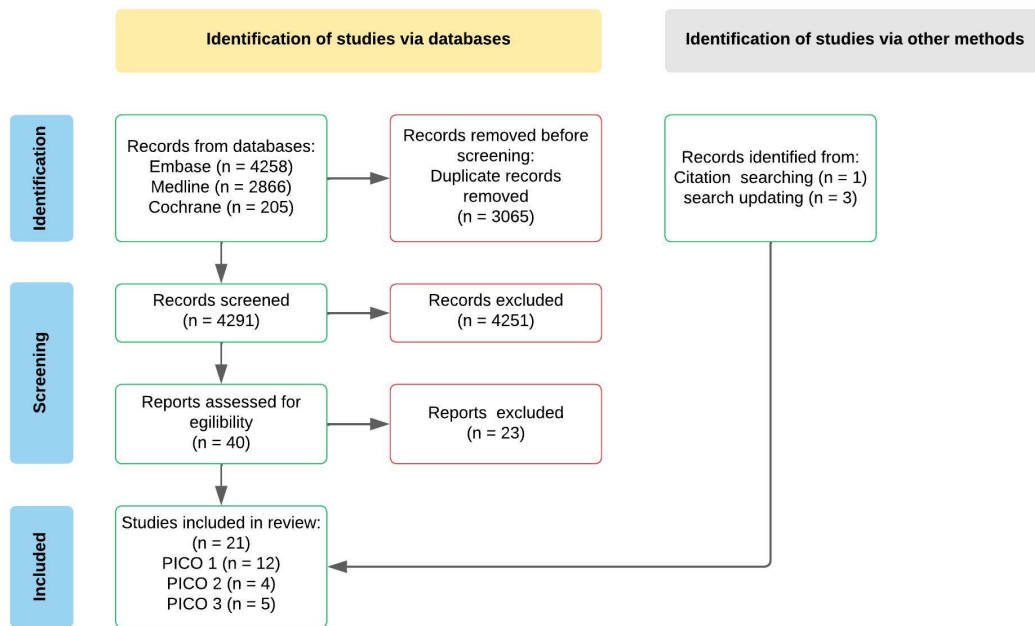 Identification of studies via databases
Identification of studies via other methods
Identification
Records from databases:
Embase (n = 4258)
Medline (n = 2866)
Cochrane (n = 205)
Records removed before
screening:
Duplicate records
removed
(n = 3065)
Records identified from:
Citation searching (n = 1)
search updating (n = 3)
Screening
Records screened
(n = 4291)
Records excluded
(n = 4251)
Reports assessed for
egilibility
(n = 40)
Reports excluded
(n = 23)
Included
Studies included in review:
(n = 21)
PICO 1 (n = 12)
PICO 2 (n = 4)
PICO 3 (n = 5)